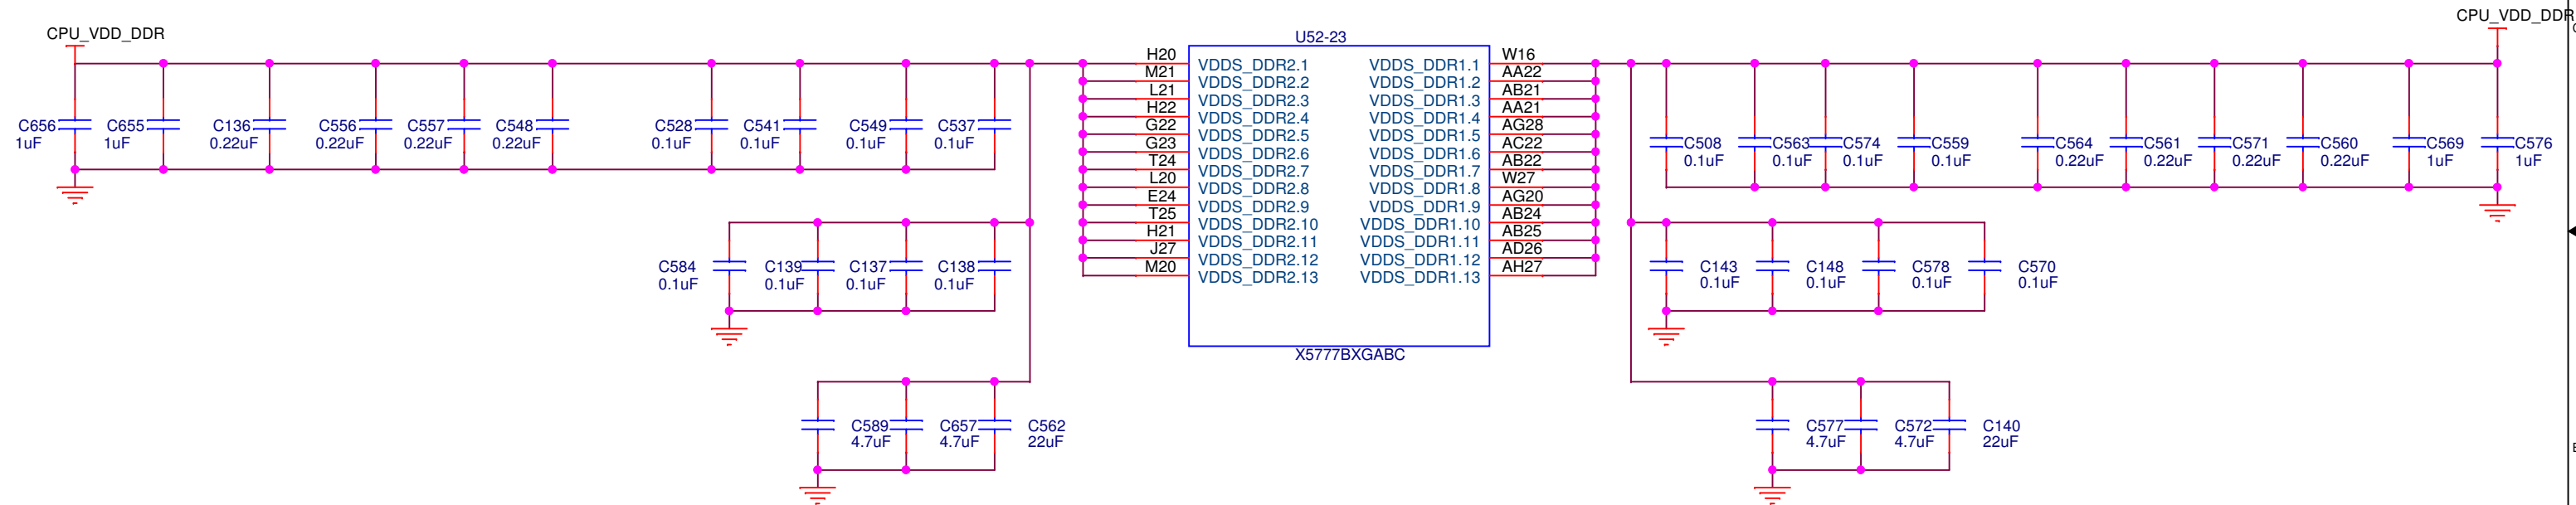 CPU_VDD_DDR
CPU_VDD_DDR
U52-23
H20 VDDS_DDR2.1 VDDS_DDR1.1 W16
M21 VDDS_DDR2.2 VDDS_DDR1.2 AA22
L21 VDDS_DDR2.3 VDDS_DDR1.3 AB21
H22 VDDS_DDR2.4 VDDS_DDR1.4 AA21
G22 VDDS_DDR2.5 VDDS_DDR1.5 AG28
G23 VDDS_DDR2.6 VDDS_DDR1.6 AC22
T24 VDDS_DDR2.7 VDDS_DDR1.7 AB22
L20 VDDS_DDR2.8 VDDS_DDR1.8 W27
E24 VDDS_DDR2.9 VDDS_DDR1.9 AG20
T25 VDDS_DDR2.10 VDDS_DDR1.10 AB24
H21 VDDS_DDR2.11 VDDS_DDR1.11 AB25
J27 VDDS_DDR2.12 VDDS_DDR1.12 AD26
M20 VDDS_DDR2.13 VDDS_DDR1.13 AH27
X5777BXGABC
C656 C655 C136 C556 C557 C548 C528 C541 C549 C537
1uF 1uF 0.22uF 0.22uF 0.22uF 0.22uF 0.1uF 0.1uF 0.1uF 0.1uF
C508 C563 C574 C559 C564 C561 C571 C560 C569 C576
0.1uF 0.1uF 0.1uF 0.1uF 0.22uF 0.22uF 0.22uF 0.22uF 1uF 1uF
C584 C139 C137 C138
0.1uF 0.1uF 0.1uF 0.1uF
C143 C148 C578 C570
0.1uF 0.1uF 0.1uF 0.1uF
C589 C657 C562
4.7uF 4.7uF 22uF
C577 C572 C140
4.7uF 4.7uF 22uF